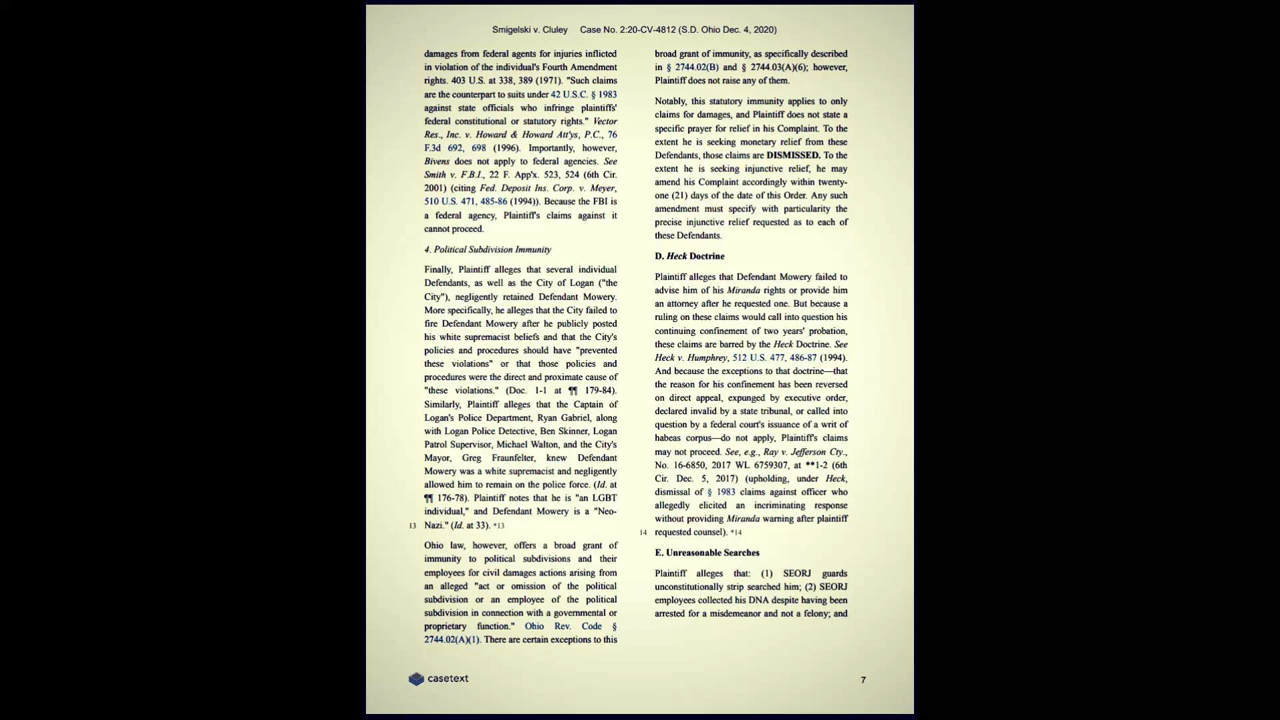 Smigelski v. Cluley Case No. 2:20-CV-4812 (S.D. Ohio Dec. 4, 2020)
damages from federal agents for injuries inflicted
in violation of the individual's Fourth Amendment
rights. 403 U.S. at 338, 389 (1971). "Such claims
are the counterpart to suits under 42 U.S.C. § 1983
against state officials who infringe plaintiffs'
federal constitutional or statutory rights." Vector
Res., Inc. v. Howard & Howard Att'ys, P.C., 76
F.3d 692, 698 (1996). Importantly, however,
Bivens does not apply to federal agencies. See
Smith v. F.B.I., 22 F. App'x. 523, 524 (6th Cir.
2001) (citing Fed. Deposit Ins. Corp. v. Meyer,
510 U.S. 471, 485-86 (1994)). Because the FBI is
a federal agency, Plaintiff's claims against it
cannot proceed.
4. Political Subdivision Immunity
Finally, Plaintiff alleges that several individual
Defendants, as well as the City of Logan ("the
City"), negligently retained Defendant Mowery.
More specifically, he alleges that the City failed to
fire Defendant Mowery after he publicly posted
his white supremacist beliefs and that the City's
policies and procedures should have "prevented
these violations" or that those policies and
procedures were the direct and proximate cause of
"these violations." (Doc. 1-1 at ¶¶ 179-84).
Similarly, Plaintiff alleges that the Captain of
Logan's Police Department, Ryan Gabriel, along
with Logan Police Detective, Ben Skinner, Logan
Patrol Supervisor, Michael Walton, and the City's
Mayor, Greg Fraunfelter, knew Defendant
Mowery was a white supremacist and negligently
allowed him to remain on the police force. (Id. at
¶¶ 176-78). Plaintiff notes that he is "an LGBT
individual," and Defendant Mowery is a "Neo-
13 Nazi." (Id. at 33). *13
Ohio law, however, offers a broad grant of
immunity to political subdivisions and their
employees for civil damages actions arising from
an alleged "act or omission of the political
subdivision or an employee of the political
subdivision in connection with a governmental or
proprietary function." Ohio Rev. Code §
2744.02(A)(1). There are certain exceptions to this
broad grant of immunity, as specifically described
in § 2744.02(B) and § 2744.03(A)(6); however,
Plaintiff does not raise any of them.
Notably, this statutory immunity applies to only
claims for damages, and Plaintiff does not state a
specific prayer for relief in his Complaint. To the
extent he is seeking monetary relief from these
Defendants, those claims are DISMISSED. To the
extent he is seeking injunctive relief, he may
amend his Complaint accordingly within twenty-
one (21) days of the date of this Order. Any such
amendment must specify with particularity the
precise injunctive relief requested as to each of
these Defendants.
D. Heck Doctrine
Plaintiff alleges that Defendant Mowery failed to
advise him of his Miranda rights or provide him
an attorney after he requested one. But because a
ruling on these claims would call into question his
continuing confinement of two years' probation,
these claims are barred by the Heck Doctrine. See
Heck v. Humphrey, 512 U.S. 477, 486-87 (1994).
And because the exceptions to that doctrine—that
the reason for his confinement has been reversed
on direct appeal, expunged by executive order,
declared invalid by a state tribunal, or called into
question by a federal court's issuance of a writ of
habeas corpus—do not apply, Plaintiff's claims
may not proceed. See, e.g., Ray v. Jefferson Cty.,
No. 16-6850, 2017 WL 6759307, at **1-2 (6th
Cir. Dec. 5, 2017) (upholding, under Heck,
dismissal of § 1983 claims against officer who
allegedly elicited an incriminating response
without providing Miranda warning after plaintiff
14 requested counsel). *14
E. Unreasonable Searches
Plaintiff alleges that: (1) SEORJ guards
unconstitutionally strip searched him; (2) SEORJ
employees collected his DNA despite having been
arrested for a misdemeanor and not a felony; and
casetext
7